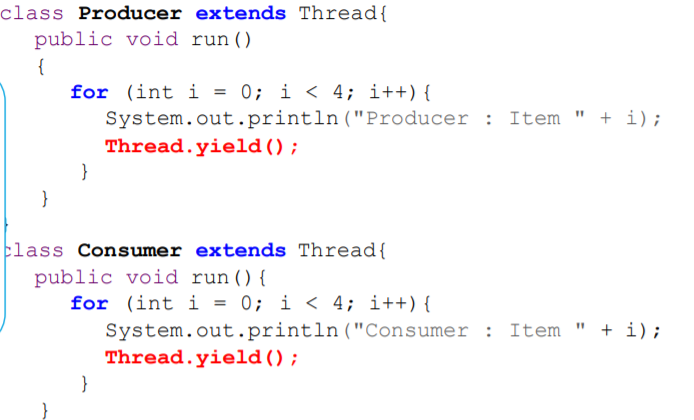 class Producer extends Thread{
public void run()
{
for (int i = 0; i < 4; i++){
System.out.println("Producer : Item " + i);
Thread.yield();
}
}
class Consumer extends Thread{
public void run(){
for (int i = 0; i < 4; i++){
System.out.println("Consumer : Item " + i);
Thread.yield();
}
}